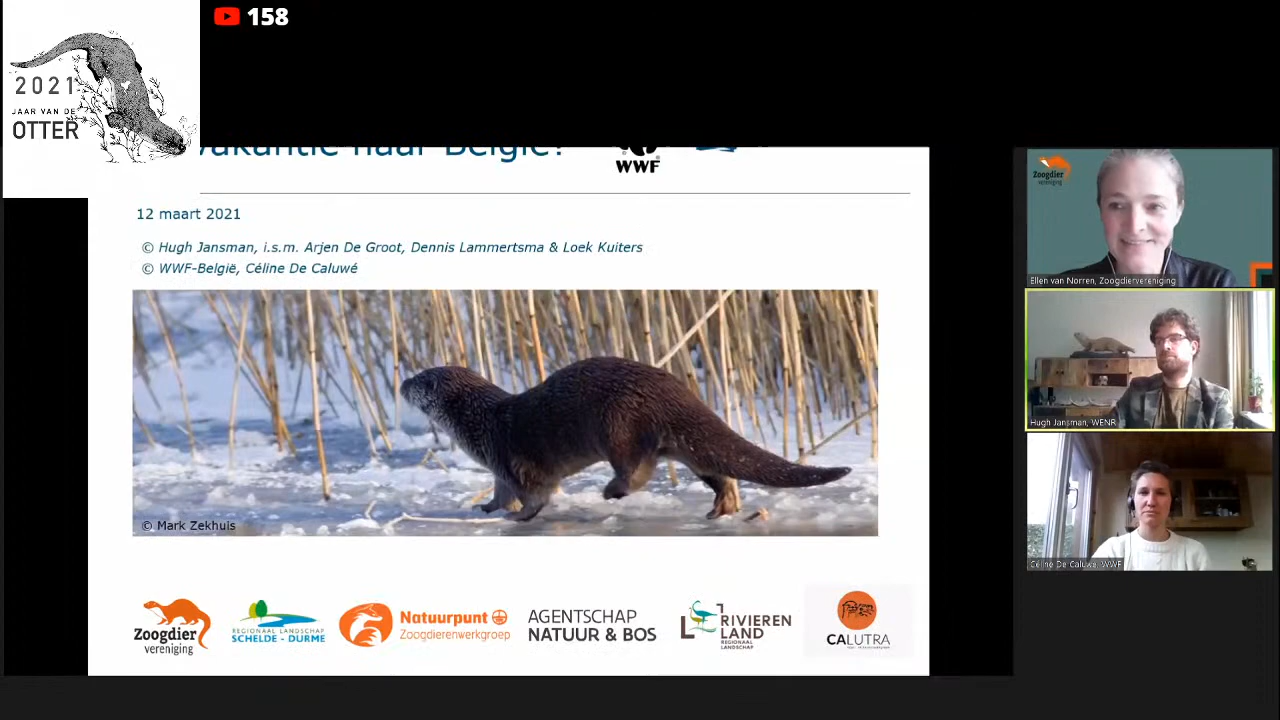 158
2021
JAAR VAN DE
OTTER
vakantie naar België?
WWF
12 maart 2021
© Hugh Jansman, i.s.m. Arjen De Groot, Dennis Lammertsma & Loek Kuiters
© WWF-België, Céline De Caluwé
© Mark Zekhuis
Zoogdier
vereniging
REGIONAAL LANDSCHAP
SCHELDE - DURME
Natuurpunt
Zoogdierenwerkgroep
AGENTSCHAP
NATUUR & BOS
RIVIEREN
LAND
REGIONAAL
LANDSCHAP
CALUTRA
Zoogdier
vereniging
Ellen van Norren, Zoogdiervereniging
Hugh Jansman, WENR
Céline De Caluwé, WWF